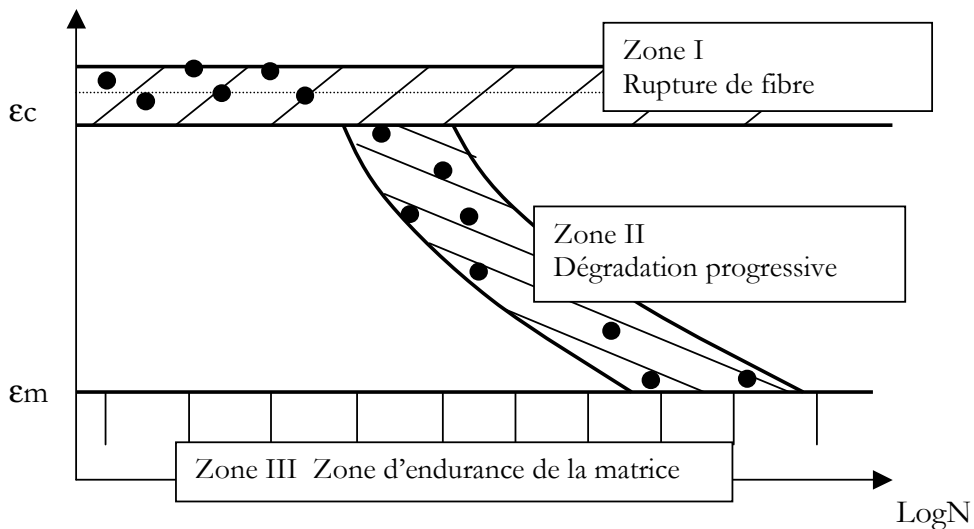 Zone I
Rupture de fibre
εc
Zone II
Dégradation progressive
εm
Zone III Zone d'endurance de la matrice
LogN